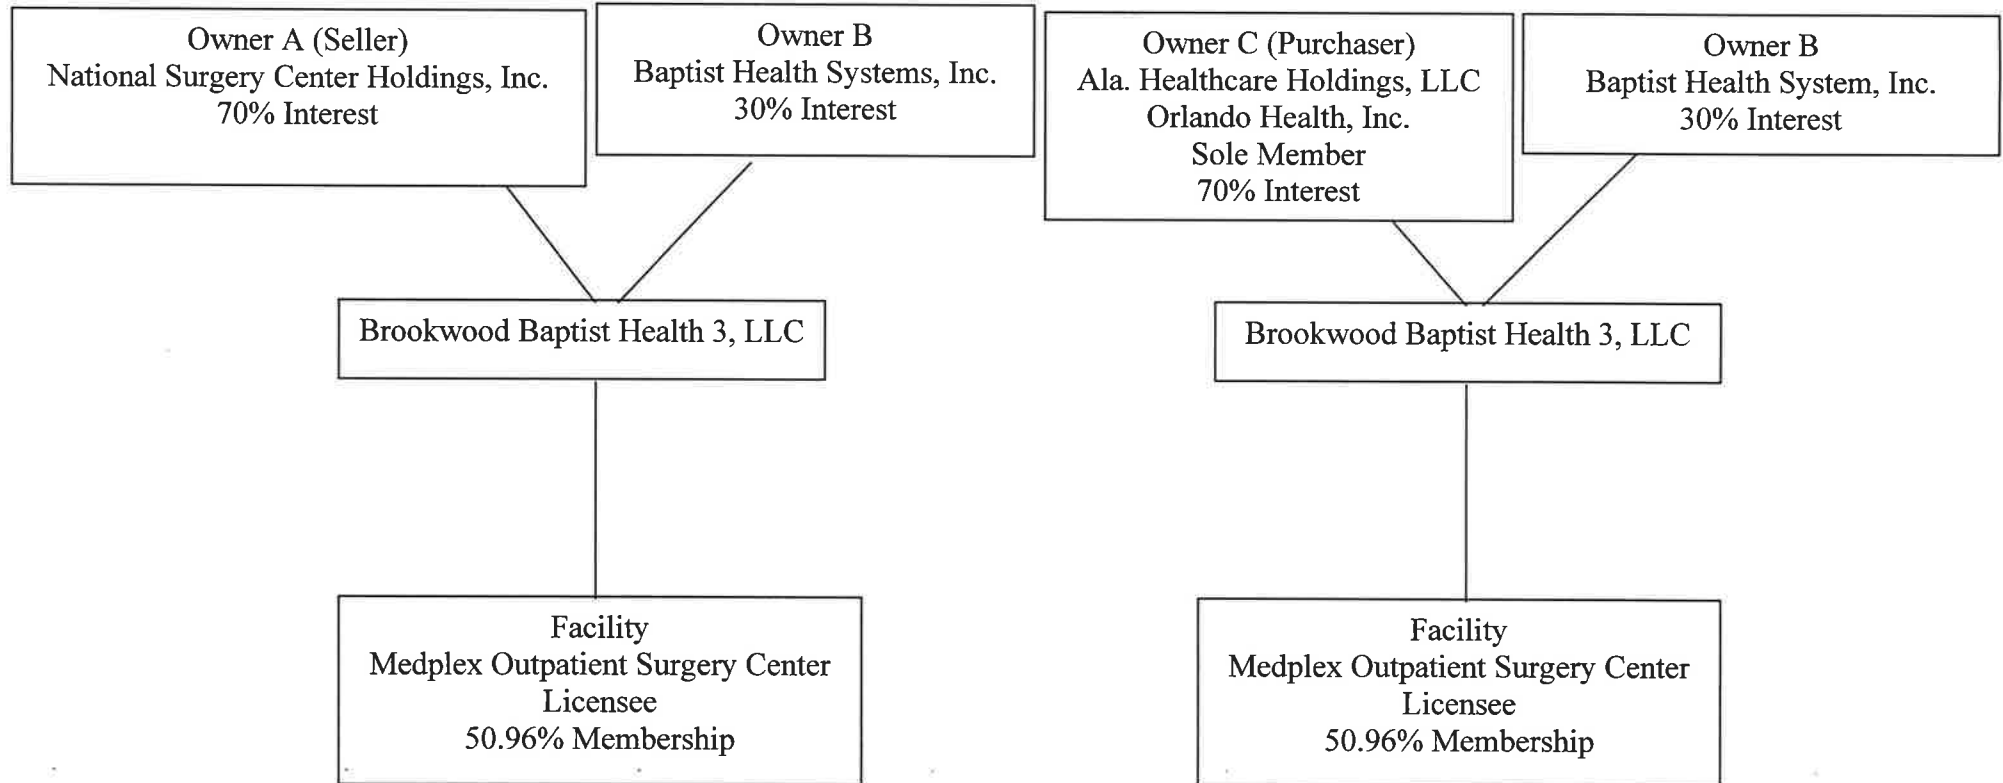 Owner A (Seller)
National Surgery Center Holdings, Inc.
70% Interest
Owner B
Baptist Health Systems, Inc.
30% Interest
Owner C (Purchaser)
Ala. Healthcare Holdings, LLC
Orlando Health, Inc.
Sole Member
70% Interest
Owner B
Baptist Health System, Inc.
30% Interest
Brookwood Baptist Health 3, LLC
Brookwood Baptist Health 3, LLC
Facility
Medplex Outpatient Surgery Center
Licensee
50.96% Membership
Facility
Medplex Outpatient Surgery Center
Licensee
50.96% Membership